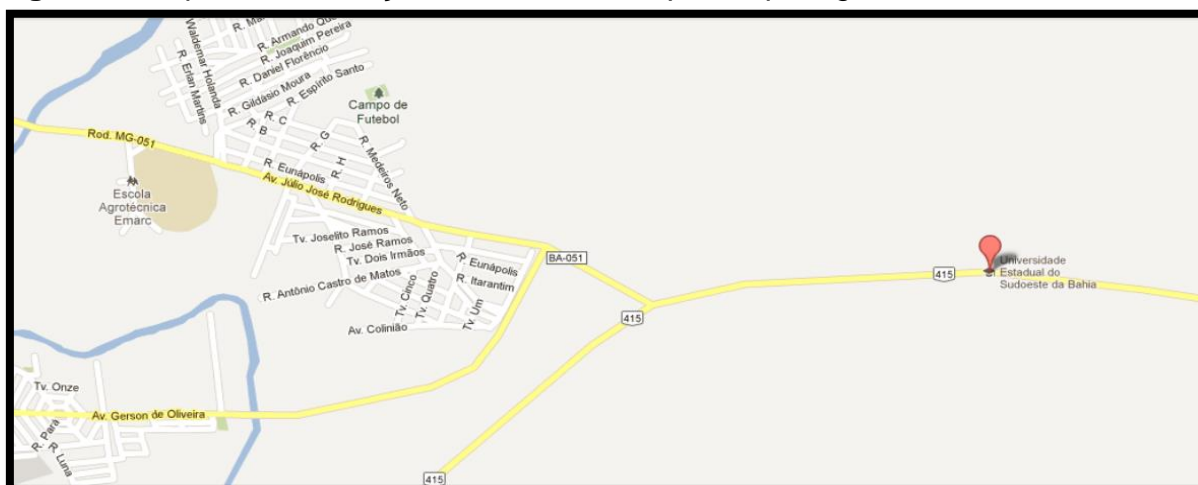 R. Armando
R. Joaquim Pereira
R. Daniel Florêncio
R. Gildásio Moura
R. Espírito Santo
Waldemar Holanda
R. Erlan Martins
R. C
R. B
R. G
R. H
Campo de
Futebol
R. Medeiros Neto
Rod. MG-051
R. Eunápolis
Av. Júlio José Rodrigues
Escola
Agrotécnica
Emarc
Tv. Joselito Ramos
R. José Ramos
Tv. Dois Irmãos
R. Antônio Castro de Matos
R. Eunápolis
R. Itarantim
Tv. Cinco
Tv. Quatro
Tv. Um
Av. Colinião
BA-051
415
415
415
Universidade
Estadual do
Sudoeste da Bahia
Tv. Onze
Av. Gerson de Oliveira
R. Pará
R. Luna